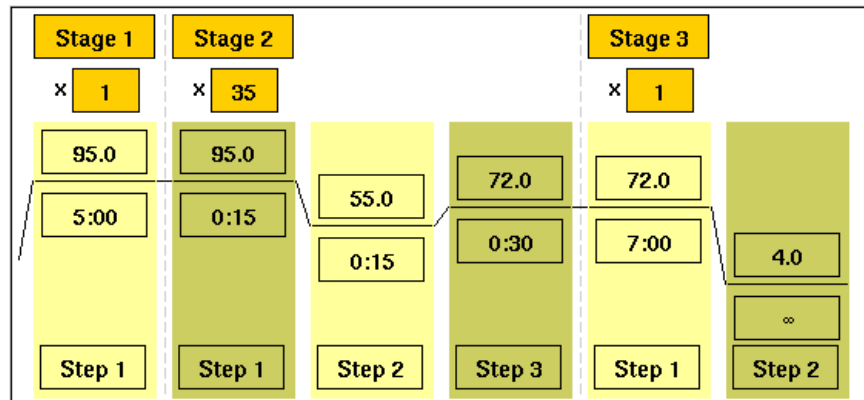 Stage 1 Stage 2 Stage 3
x 1 x 35 x 1
95.0 95.0 55.0 72.0 72.0 4.0
5:00 0:15 0:15 0:30 7:00 ∞
Step 1 Step 1 Step 2 Step 3 Step 1 Step 2